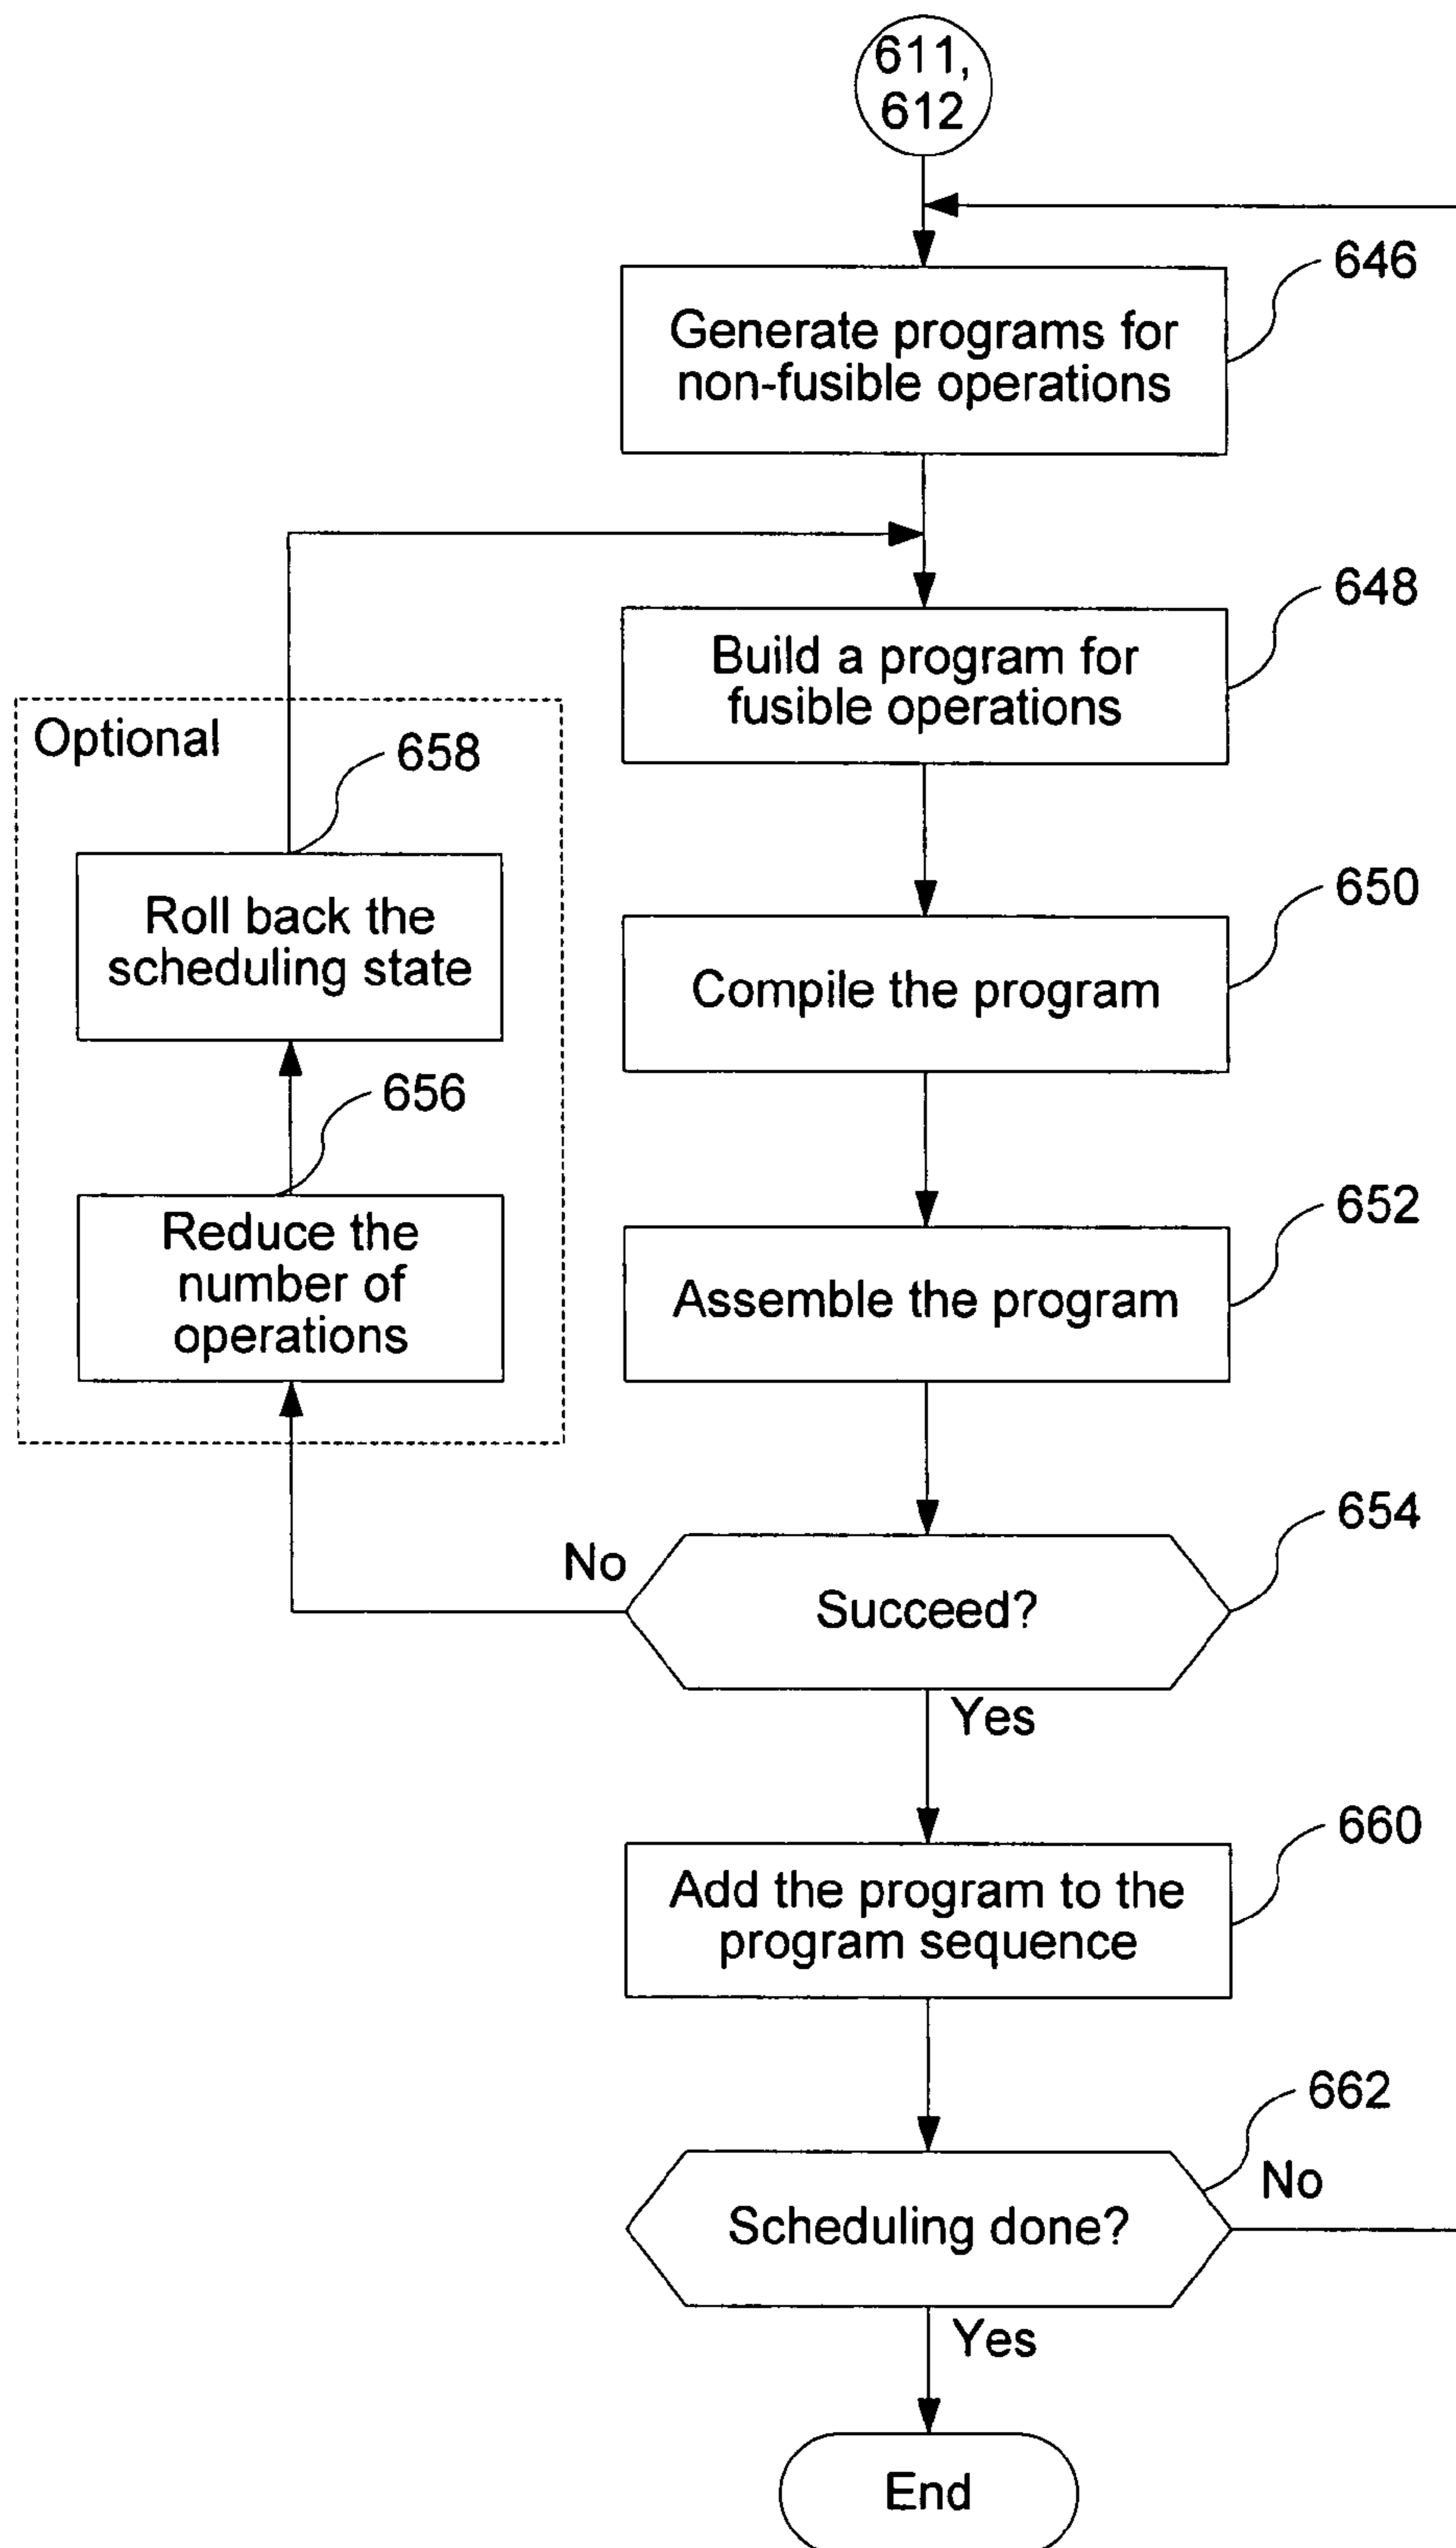 611,
612
646
Generate programs for
non-fusible operations
648
Build a program for
fusible operations
Optional
658
Roll back the
scheduling state
650
Compile the program
656
Reduce the
number of
operations
652
Assemble the program
654
No
Succeed?
Yes
660
Add the program to the
program sequence
662
No
Scheduling done?
Yes
End